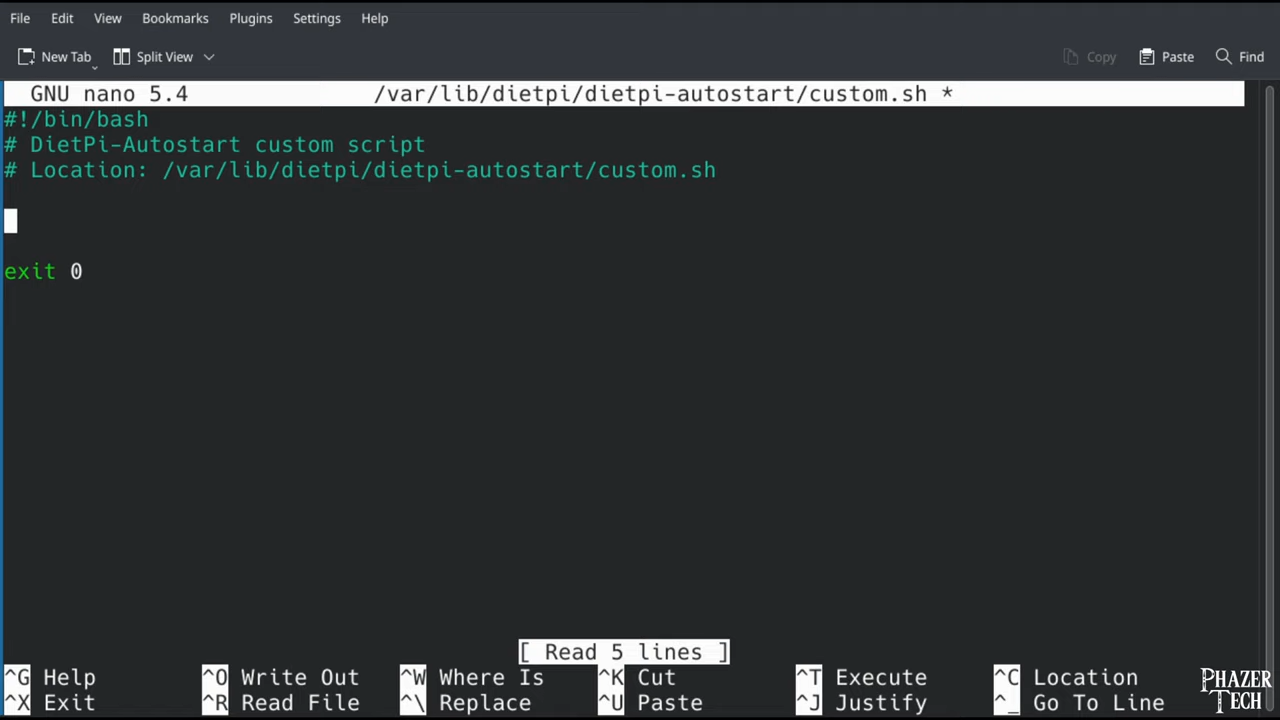 File Edit View Bookmarks Plugins Settings Help
New Tab Split View Copy Paste Find
GNU nano 5.4 /var/lib/dietpi/dietpi-autostart/custom.sh *
#!/bin/bash
# DietPi-Autostart custom script
# Location: /var/lib/dietpi/dietpi-autostart/custom.sh
exit 0
[ Read 5 lines ]
^G Help ^O Write Out ^W Where Is ^K Cut ^T Execute ^C Location
^X Exit ^R Read File ^\ Replace ^U Paste ^J Justify ^_ Go To Line
PHAZER
TECH